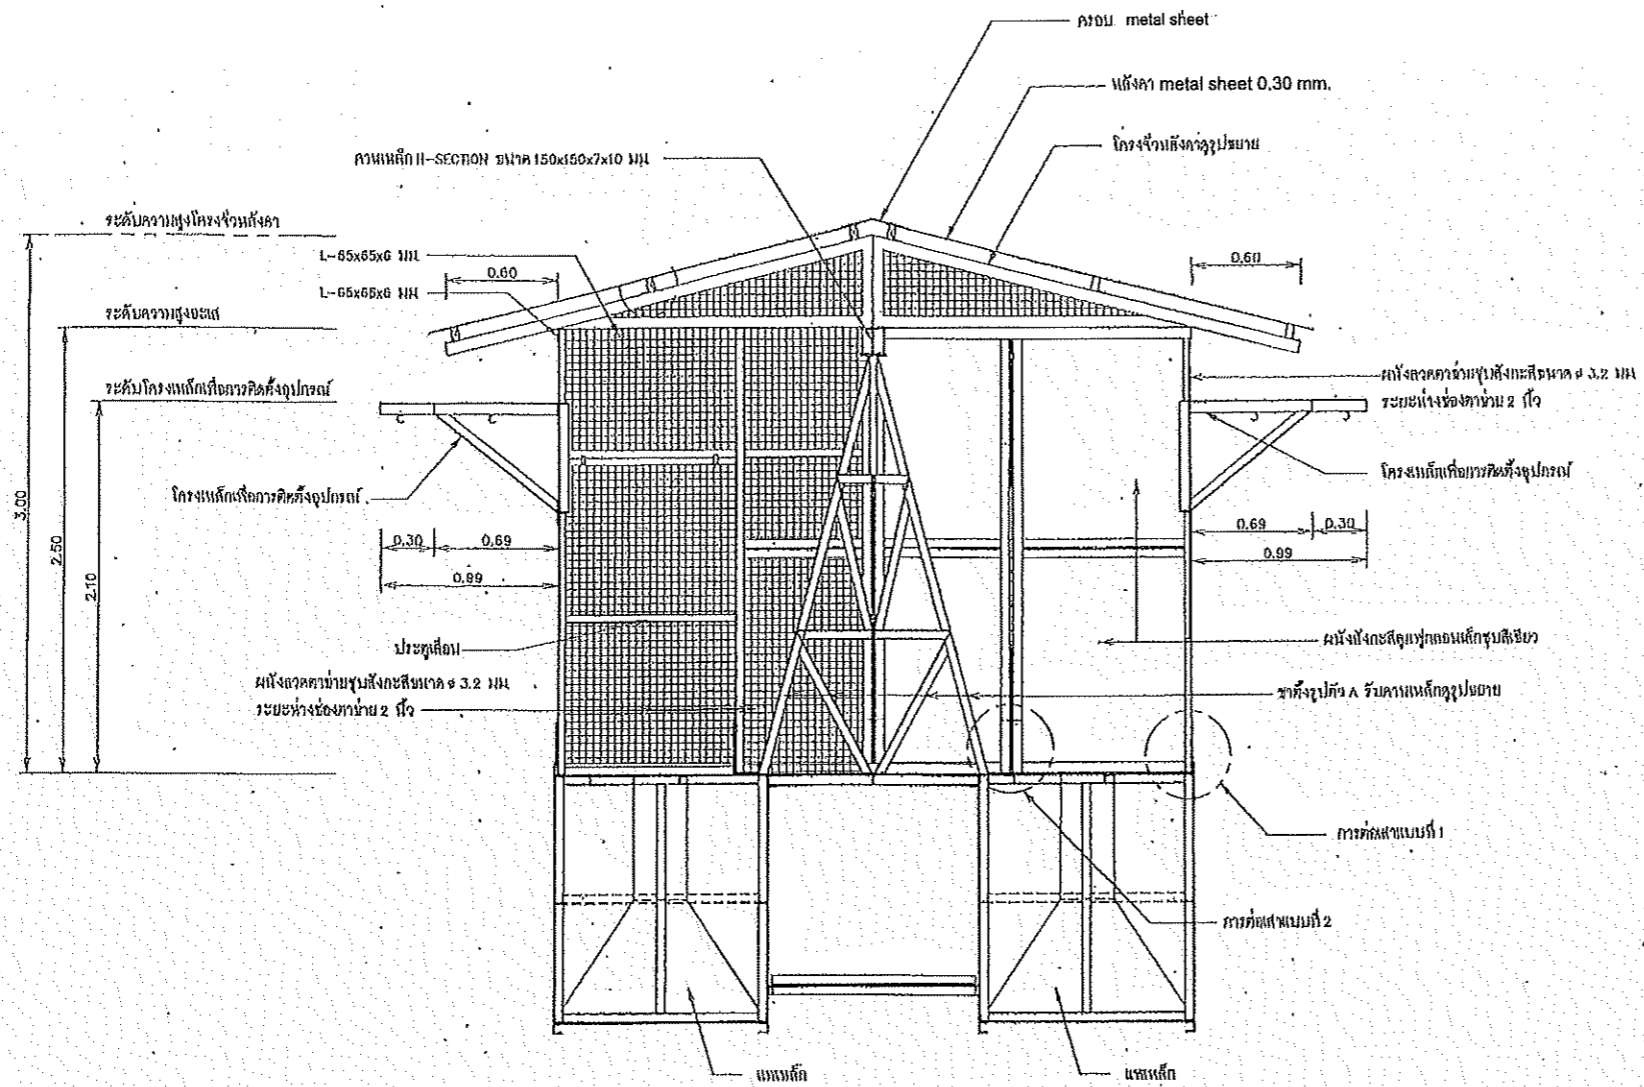 ครอบ metal sheet
หลังคา metal sheet 0.30 mm.
คานเหล็ก H-SECTION ขนาด 150x150x7x10 มม
โครงจั่วหลังคาดูรูปขยาย
ระดับความสูงโครงจั่วหลังคา
L-65x65x6 มม
0.60
0.60
L-65x65x6 มม
ระดับความสูงอะเส
ผนังลวดตาข่ายชุบสังกะสีขนาด ø 3.2 มม
ระยะห่างช่องตาข่าย 2 นิ้ว
ระดับโครงเหล็กเพื่อการติดตั้งอุปกรณ์
โครงเหล็กเพื่อการติดตั้งอุปกรณ์
โครงเหล็กเพื่อการติดตั้งอุปกรณ์
3.00
2.50
2.10
0.30
0.69
0.99
0.69
0.30
0.99
ประตูเลื่อน
ผนังสังกะสีลูกฟูกลอนเล็กชุบสีเขียว
ผนังลวดตาข่ายชุบสังกะสีขนาด ø 3.2 มม
ระยะห่างช่องตาข่าย 2 นิ้ว
ขาตั้งรูปตัว A รับคานเหล็กดูรูปขยาย
การต่อเสาแบบที่ 1
การต่อเสาแบบที่ 2
แพเหล็ก
แพเหล็ก